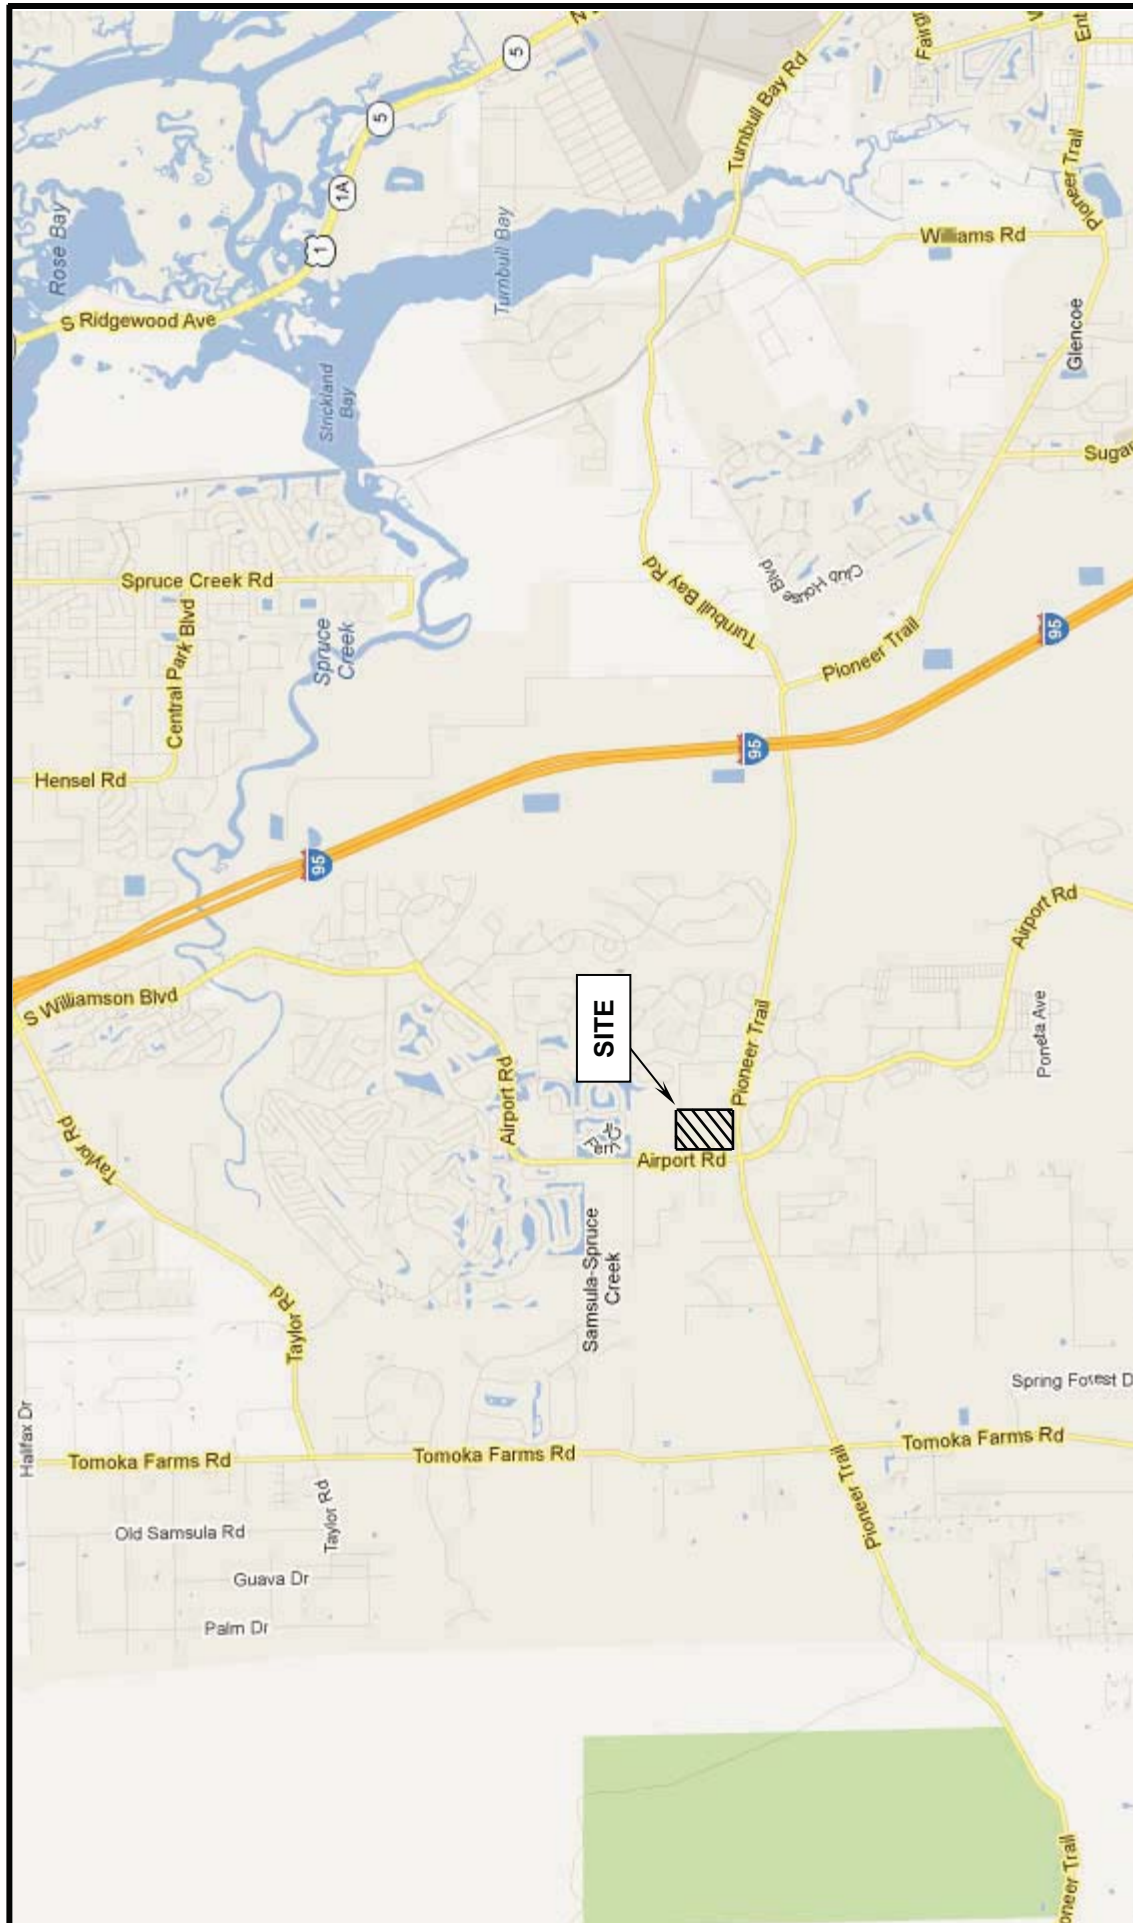 Rose Bay
S Ridgewood Ave
5
5
1A
1
Turnbull Bay
Strickland
Bay
Turnbull Bay Rd
Fairgr
Ent
Pioneer Trail
Williams Rd
Glencoe
Sugar
Spruce Creek Rd
Central Park Blvd
Hensel Rd
Spruce
Creek
Turnbull Bay Rd
Club House Blvd
Pioneer Trail
95
95
95
S Williamson Blvd
Taylor Rd
Taylor Rd
Airport Rd
SITE
Airport Rd
Pioneer Trail
Airport Rd
Poneta Ave
Samsula-Spruce
Creek
Halifax Dr
Tomoka Farms Rd
Tomoka Farms Rd
Tomoka Farms Rd
Spring Forest D
Old Samsula Rd
Taylor Rd
Guava Dr
Palm Dr
Pioneer Trail
oneer Trail